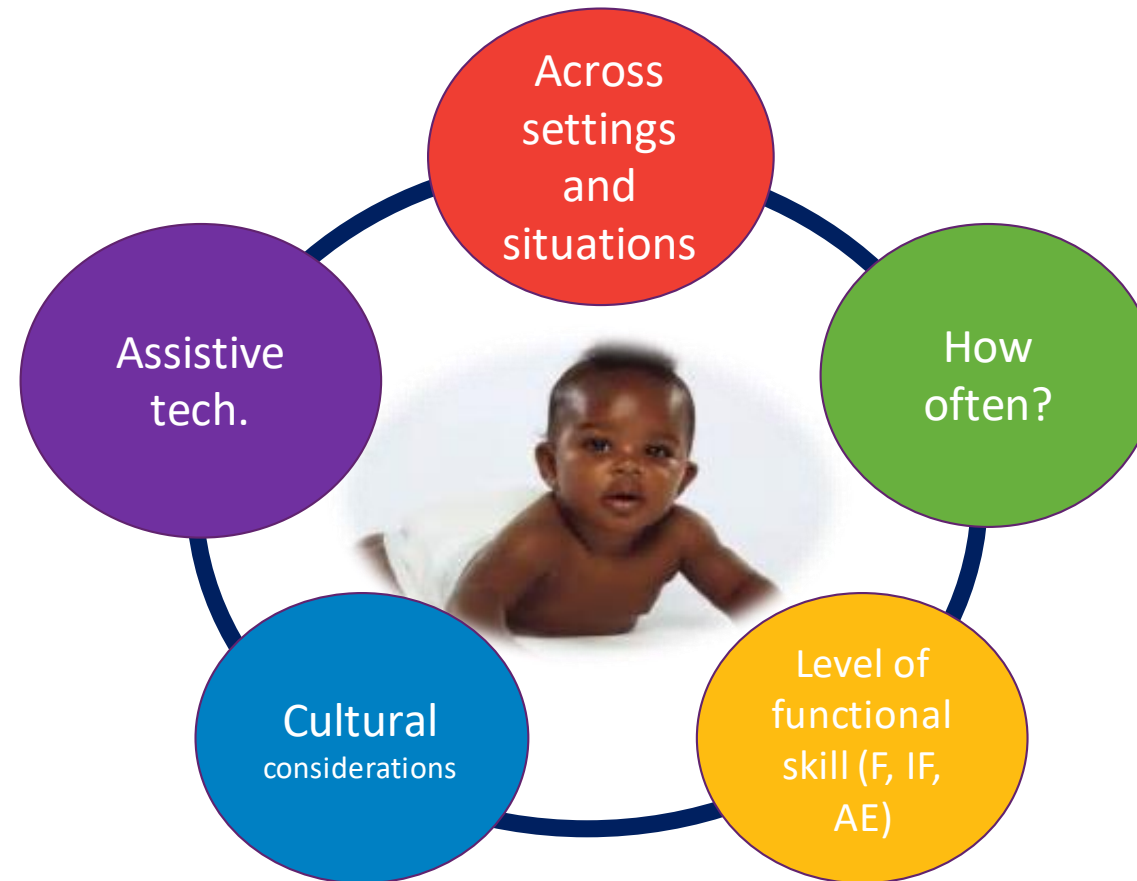 Across
settings
and
situations
How
often?
Level of
functional
skill (F, IF,
AE)
Cultural
considerations
Assistive
tech.